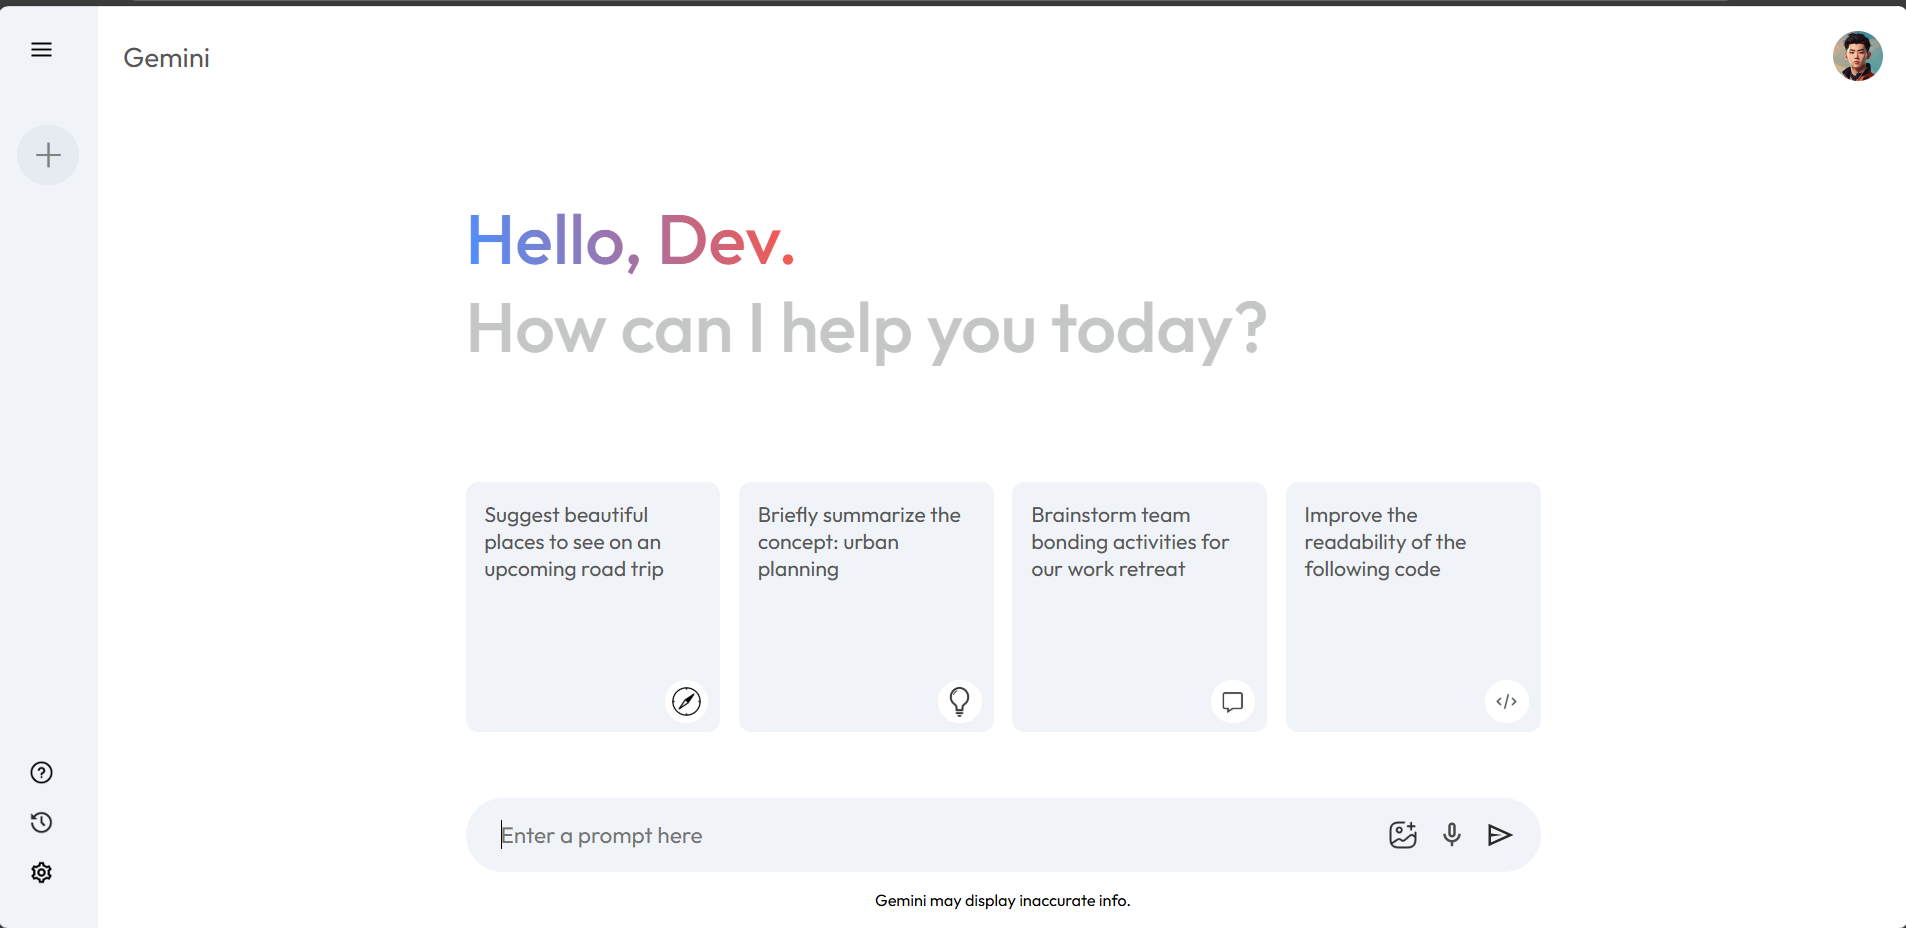 Gemini
Hello, Dev.
How can I help you today?
Suggest beautiful
places to see on an
upcoming road trip
Briefly summarize the
concept: urban
planning
Brainstorm team
bonding activities for
our work retreat
Improve the
readability of the
following code
Enter a prompt here
Gemini may display inaccurate info.